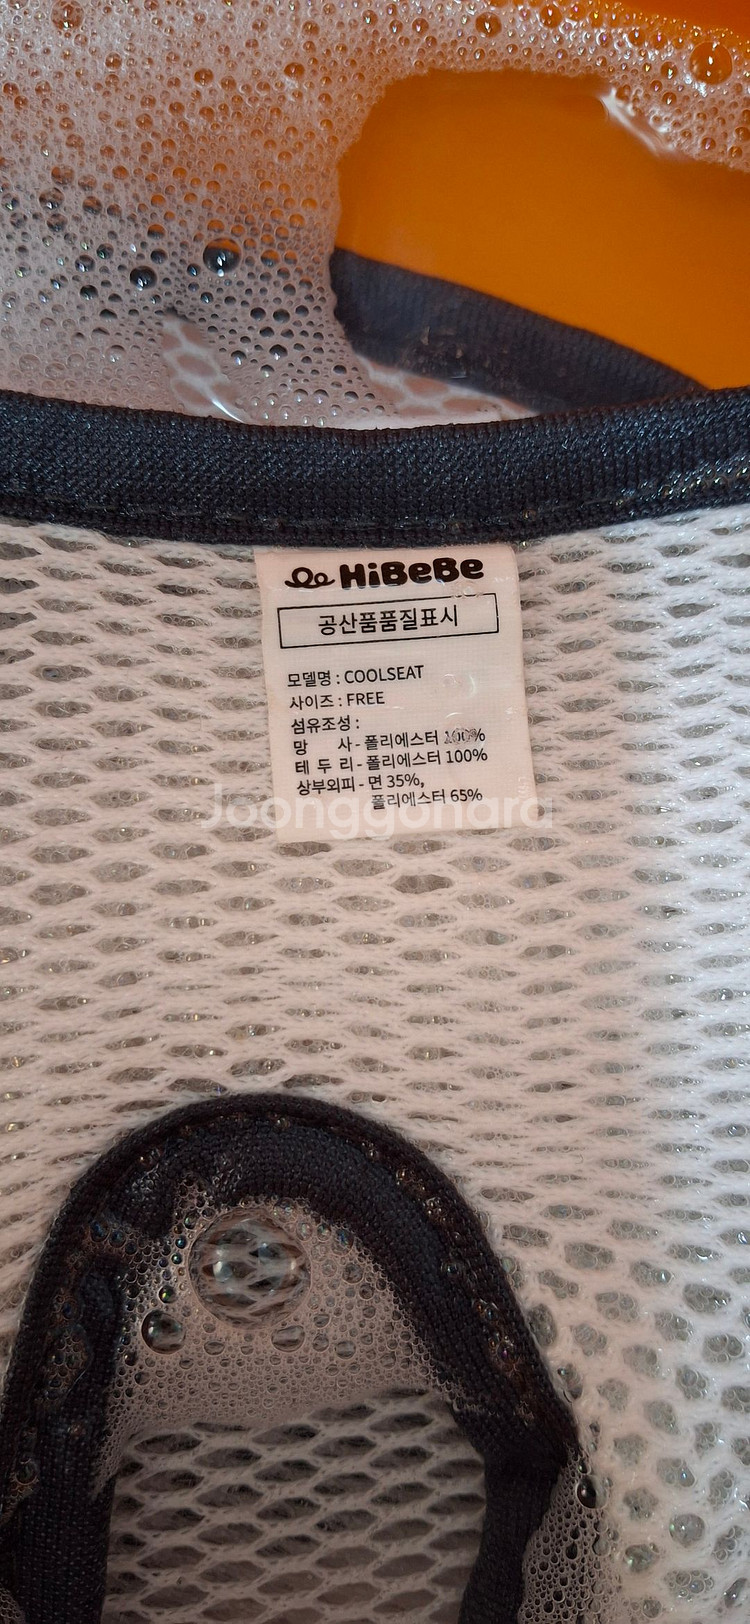 HiBeBe
공산품품질표시
모델명 : COOLSEAT
사이즈 : FREE
섬유조성 :
망 사 - 폴리에스터 100%
테 두 리 - 폴리에스터 100%
상부외피 - 면 35%,
폴리에스터 65%
Joonggonara